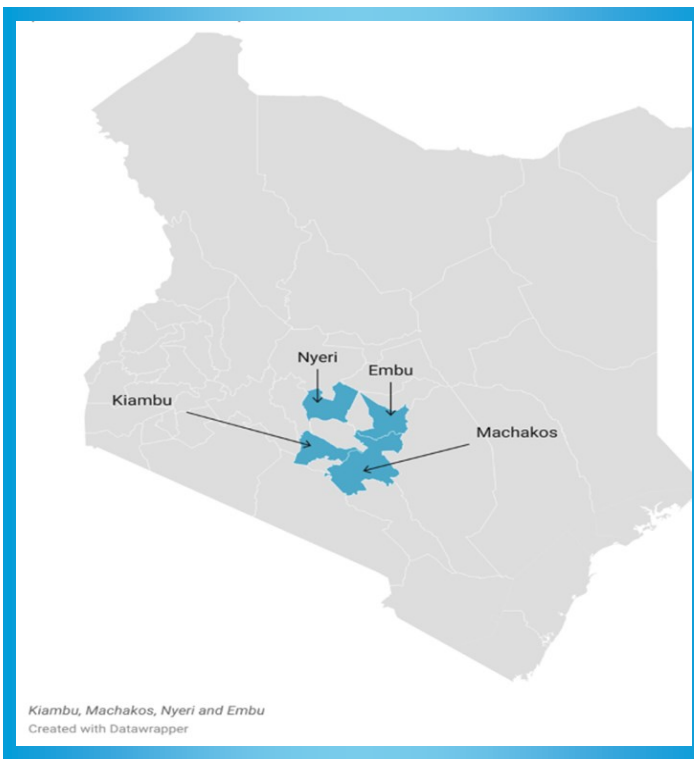 Nyeri
Embu
Kiambu
Machakos
Kiambu, Machakos, Nyeri and Embu
Created with Datawrapper